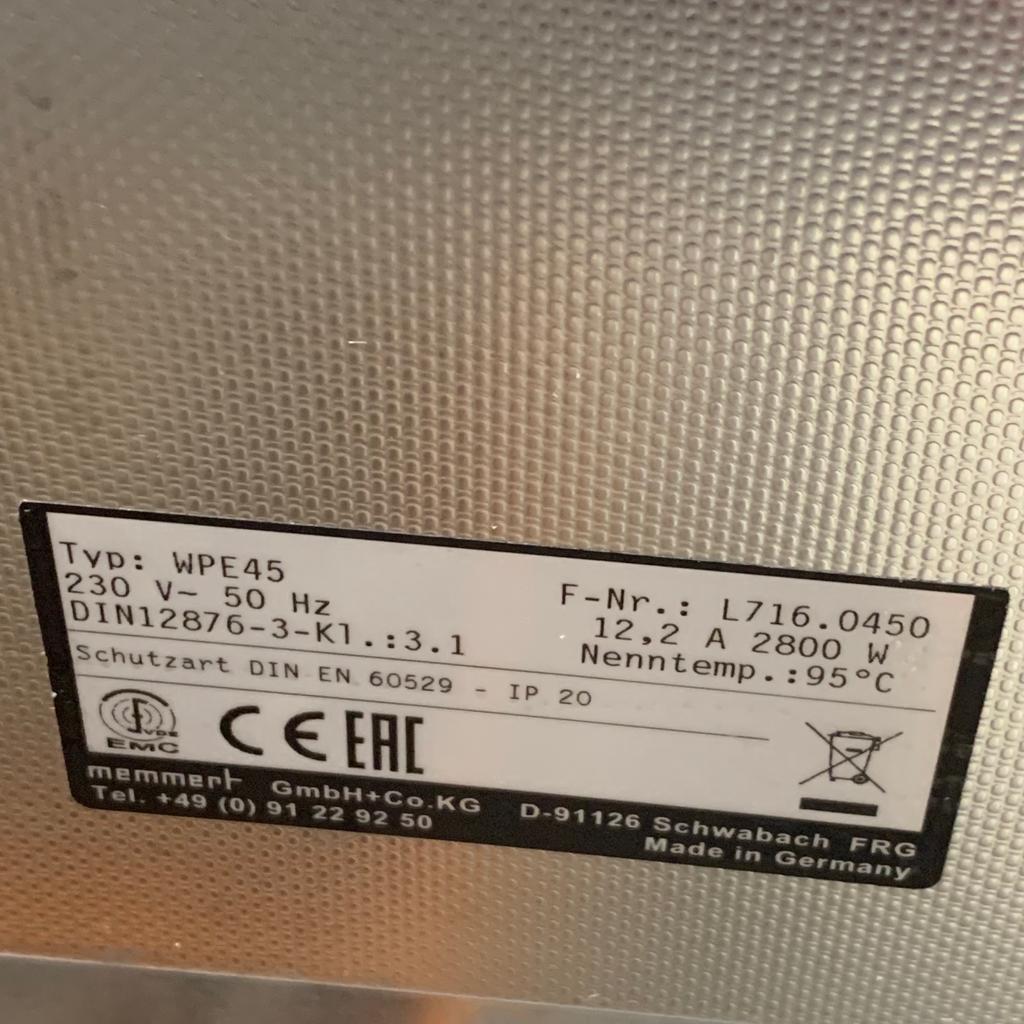 Typ: WPE45
F-Nr.: L716.0450
230 V~ 50 Hz
12,2 A 2800 W
DIN12876-3-Kl.:3.1
Nenntemp.:95°C
Schutzart DIN EN 60529 - IP 20
VDE
EMC
CE EAC
memmert GmbH+Co.KG D-91126 Schwabach FRG
Tel. +49 (0) 91 22 92 50
Made in Germany